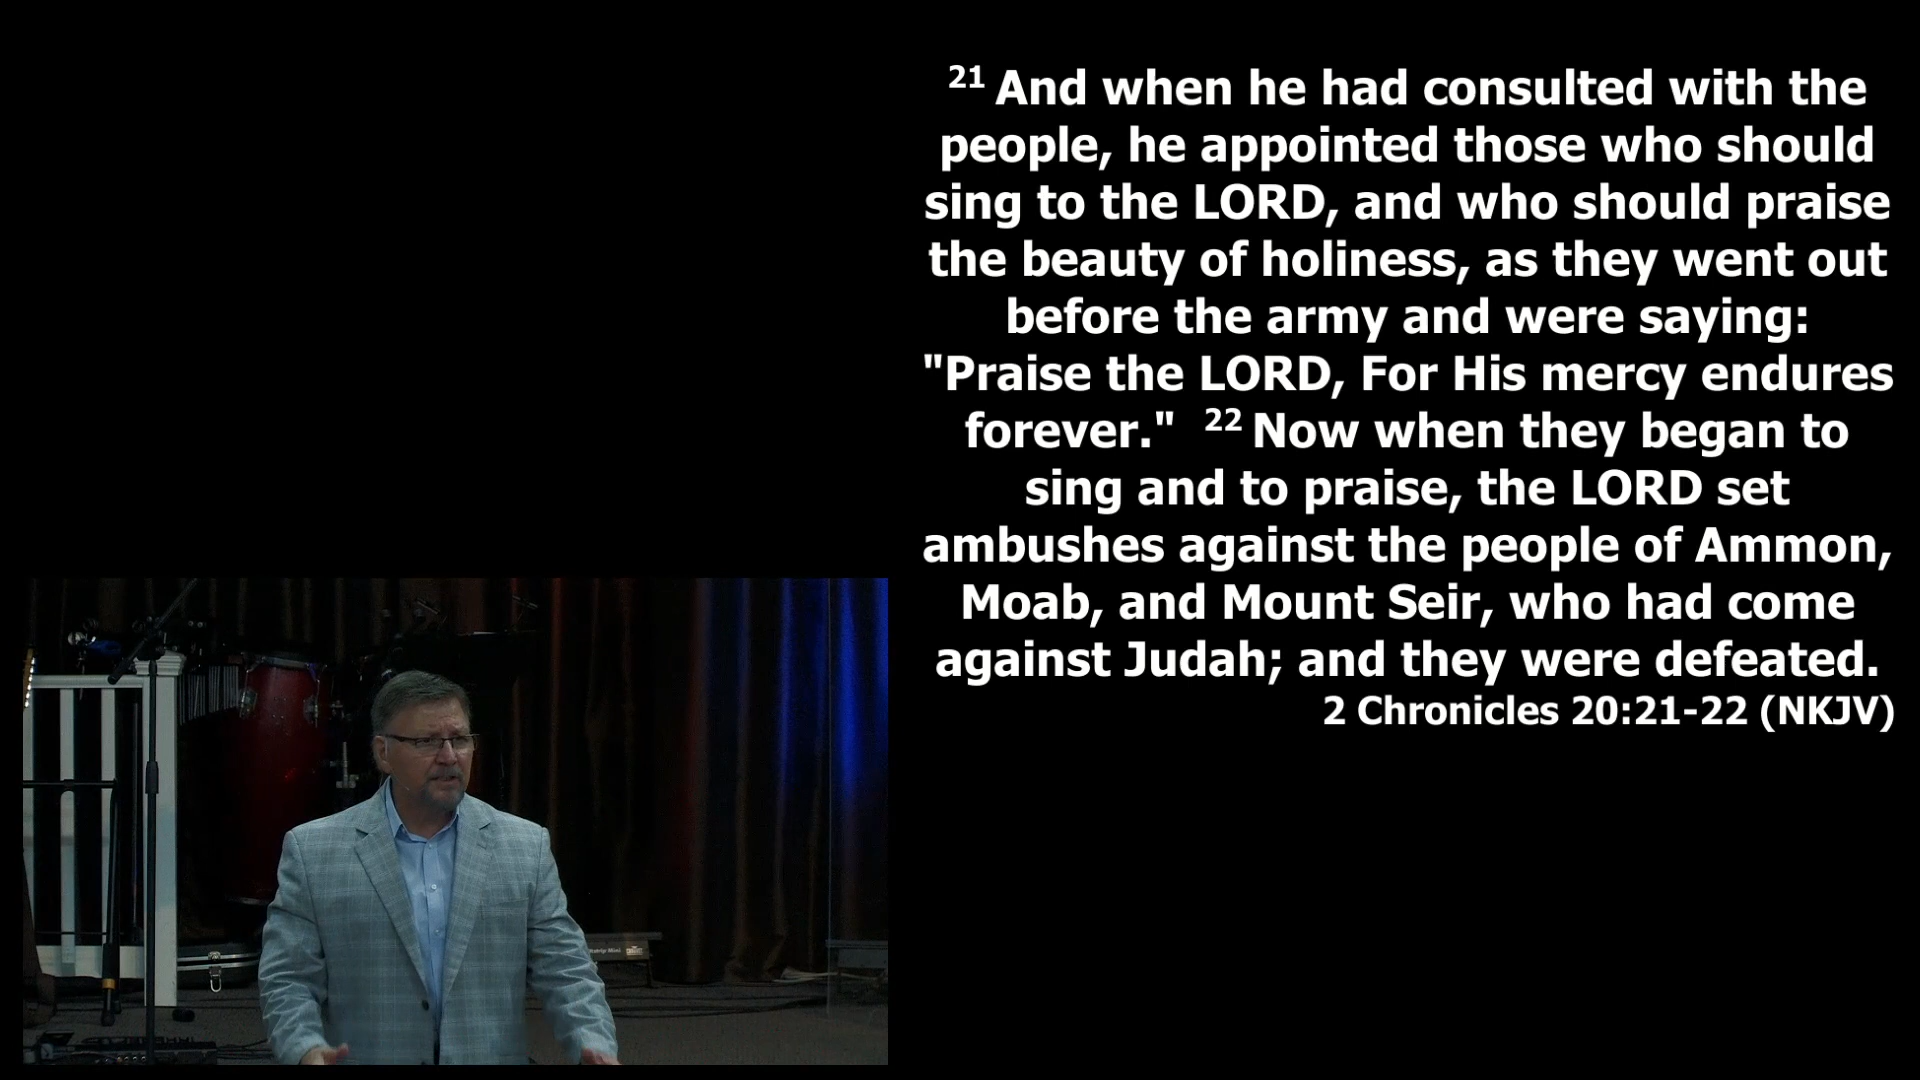 21 And when he had consulted with the
people, he appointed those who should
sing to the LORD, and who should praise
the beauty of holiness, as they went out
before the army and were saying:
"Praise the LORD, For His mercy endures
forever." 22 Now when they began to
sing and to praise, the LORD set
ambushes against the people of Ammon,
Moab, and Mount Seir, who had come
against Judah; and they were defeated.
2 Chronicles 20:21-22 (NKJV)